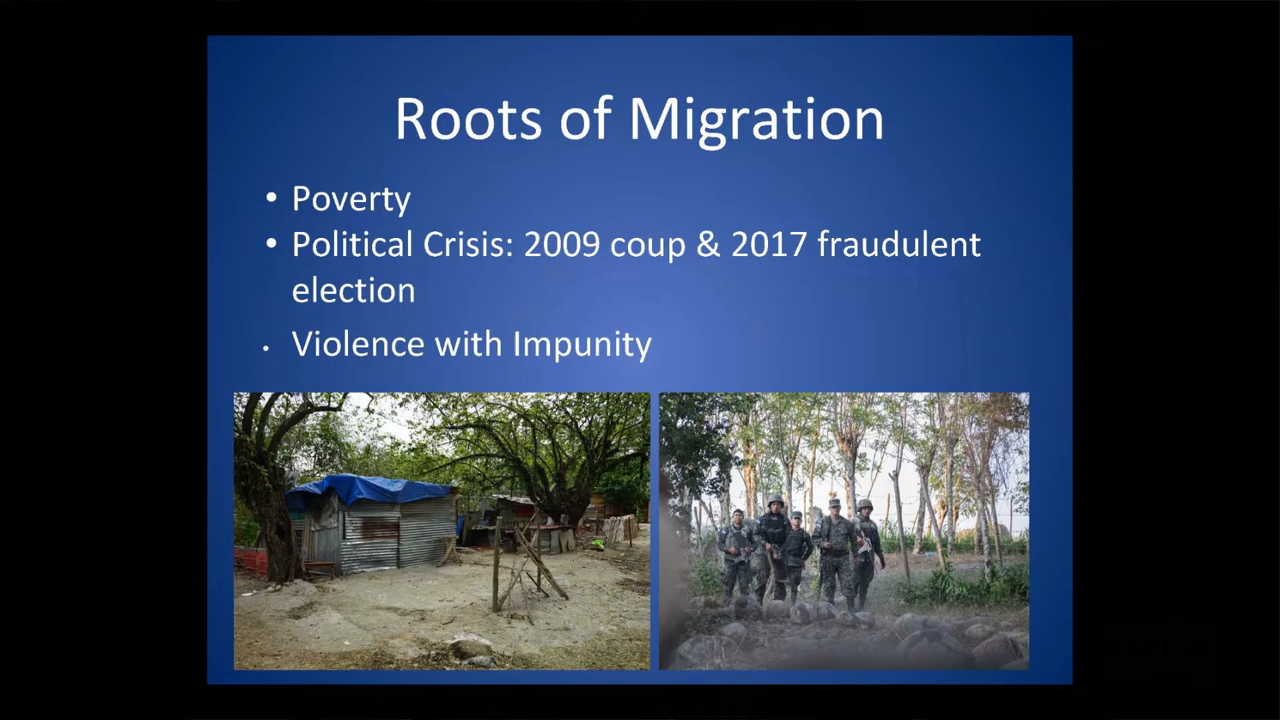 Roots of Migration
• Poverty
• Political Crisis: 2009 coup & 2017 fraudulent
election
• Violence with Impunity